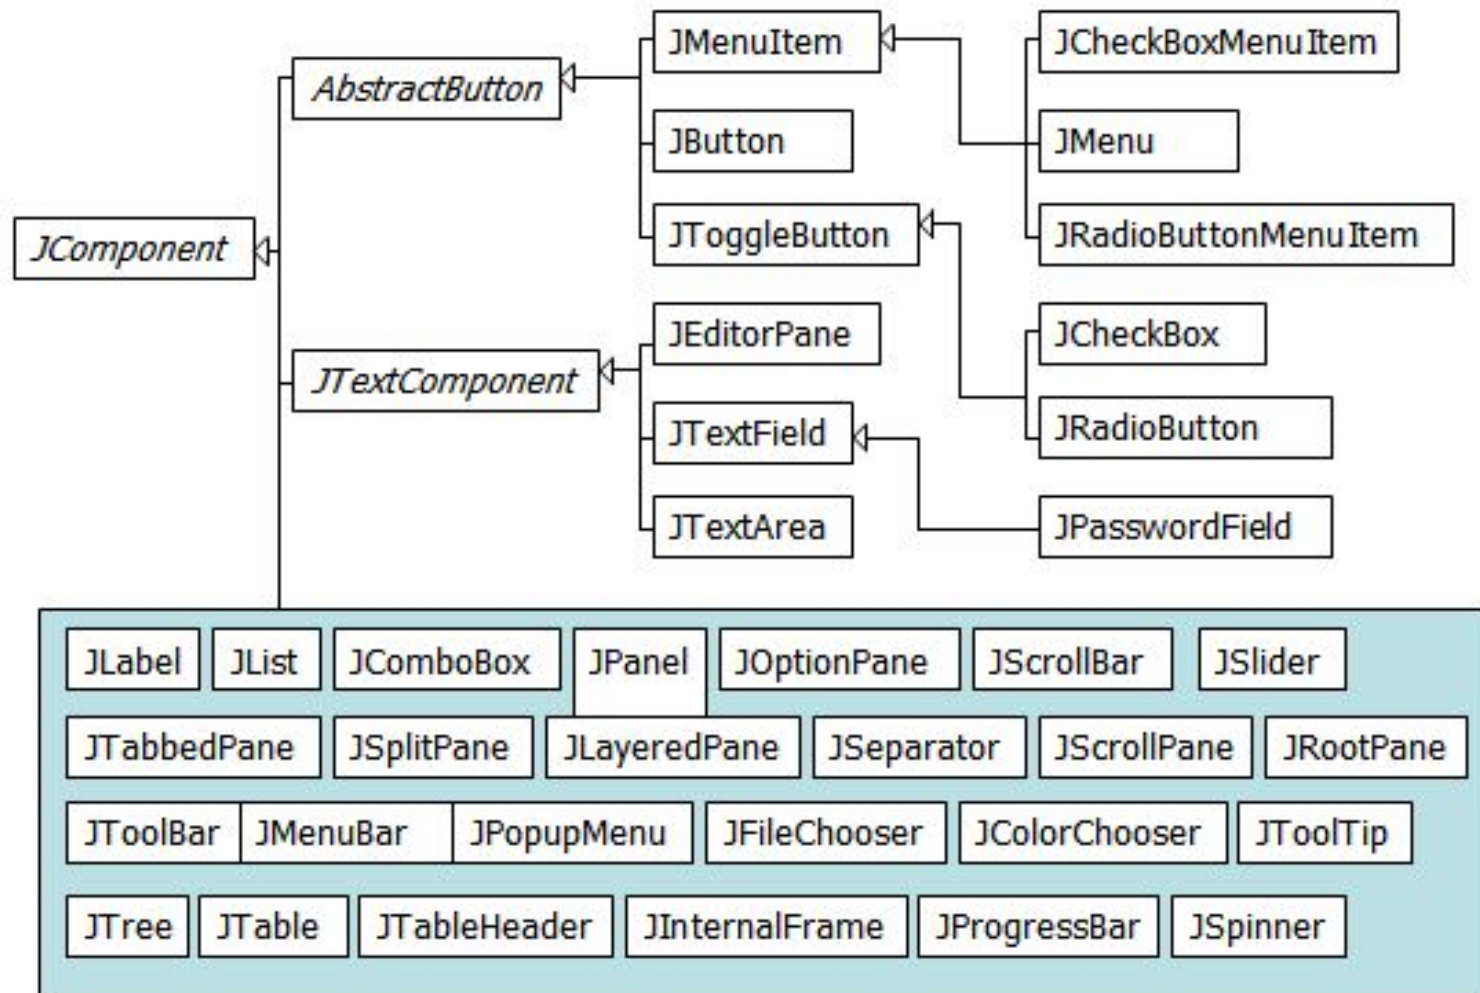 JMenuItem
JCheckBoxMenuItem
AbstractButton
JButton
JMenu
JComponent
JToggleButton
JRadioButtonMenuItem
JEditorPane
JCheckBox
JTextComponent
JTextField
JRadioButton
JTextArea
JPasswordField
JLabel JList JComboBox JPanel JOptionPane JScrollBar JSlider
JTabbedPane JSplitPane JLayeredPane JSeparator JScrollPane JRootPane
JToolBar JMenuBar JPopupMenu JFileChooser JColorChooser JToolTip
JTree JTable JTableHeader JInternalFrame JProgressBar JSpinner